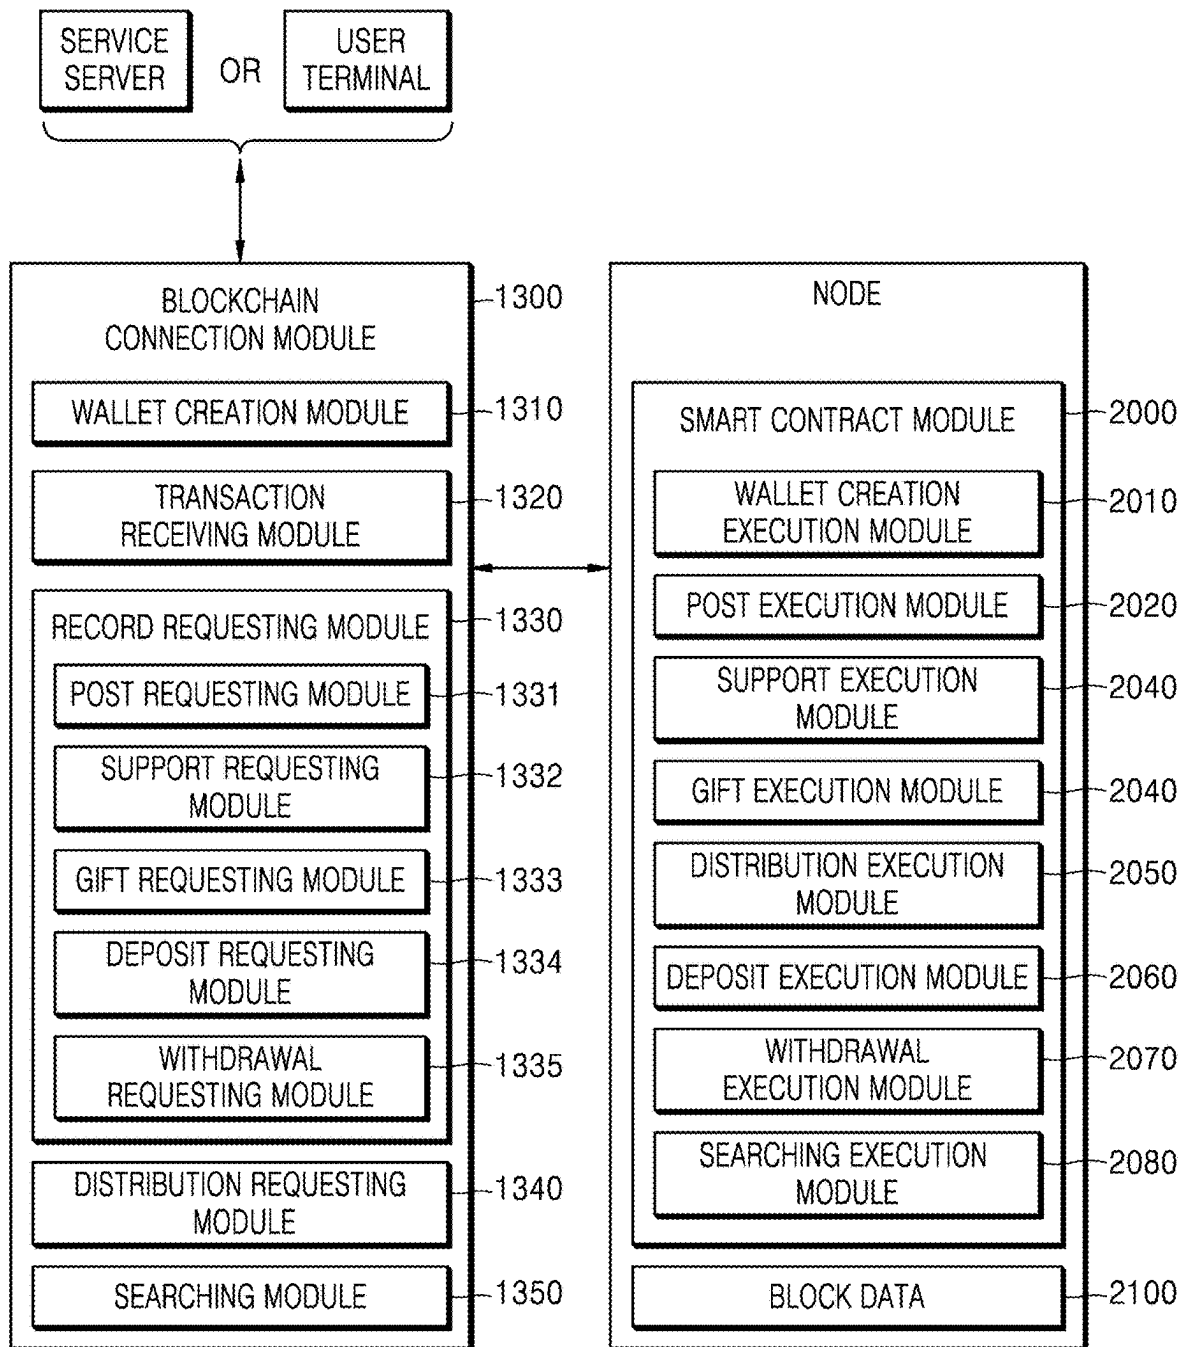 SERVICE
SERVER
OR
USER
TERMINAL
BLOCKCHAIN
CONNECTION MODULE
1300
WALLET CREATION MODULE
1310
TRANSACTION
RECEIVING MODULE
1320
RECORD REQUESTING MODULE
1330
POST REQUESTING MODULE
1331
SUPPORT REQUESTING
MODULE
1332
GIFT REQUESTING MODULE
1333
DEPOSIT REQUESTING
MODULE
1334
WITHDRAWAL
REQUESTING MODULE
1335
DISTRIBUTION REQUESTING
MODULE
1340
SEARCHING MODULE
1350
NODE
SMART CONTRACT MODULE
2000
WALLET CREATION
EXECUTION MODULE
2010
POST EXECUTION MODULE
2020
SUPPORT EXECUTION
MODULE
2040
GIFT EXECUTION MODULE
2040
DISTRIBUTION EXECUTION
MODULE
2050
DEPOSIT EXECUTION MODULE
2060
WITHDRAWAL
EXECUTION MODULE
2070
SEARCHING EXECUTION
MODULE
2080
BLOCK DATA
2100